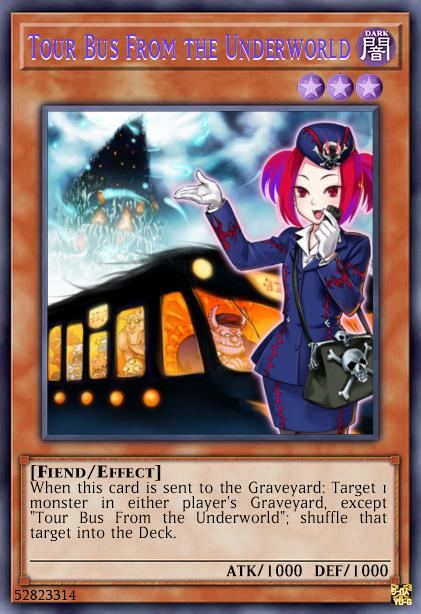 Tour Bus From the Underworld
DARK
闇
[Fiend/Effect]
When this card is sent to the Graveyard: Target 1
monster in either player's Graveyard, except
"Tour Bus From the Underworld"; shuffle that
target into the Deck.
ATK/1000 DEF/1000
52823314